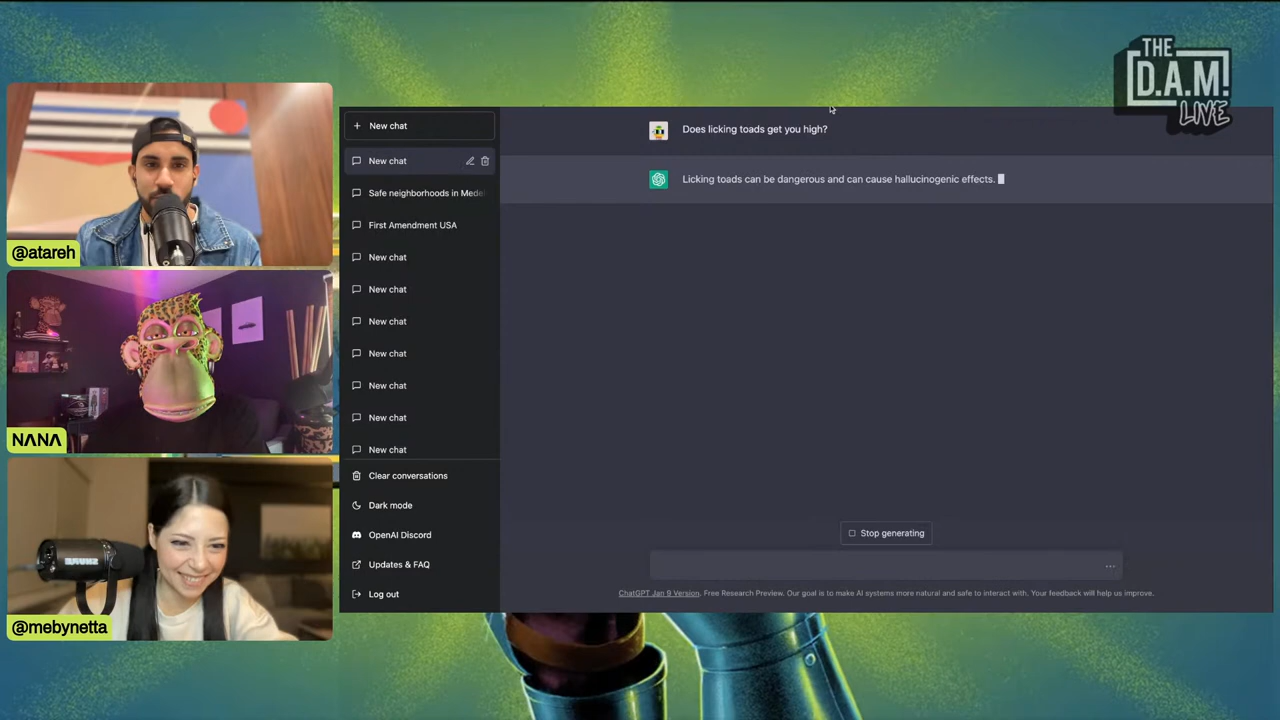 THE
D.A.M!
LIVE
@atareh
NANA
@mebynetta
New chat
New chat
Safe neighborhoods in Mede
First Amendment USA
New chat
New chat
New chat
New chat
New chat
New chat
New chat
Clear conversations
Dark mode
OpenAI Discord
Updates & FAQ
Log out
Does licking toads get you high?
Licking toads can be dangerous and can cause hallucinogenic effects.
Stop generating
...
ChatGPT Jan 9 Version. Free Research Preview. Our goal is to make AI systems more natural and safe to interact with. Your feedback will help us improve.